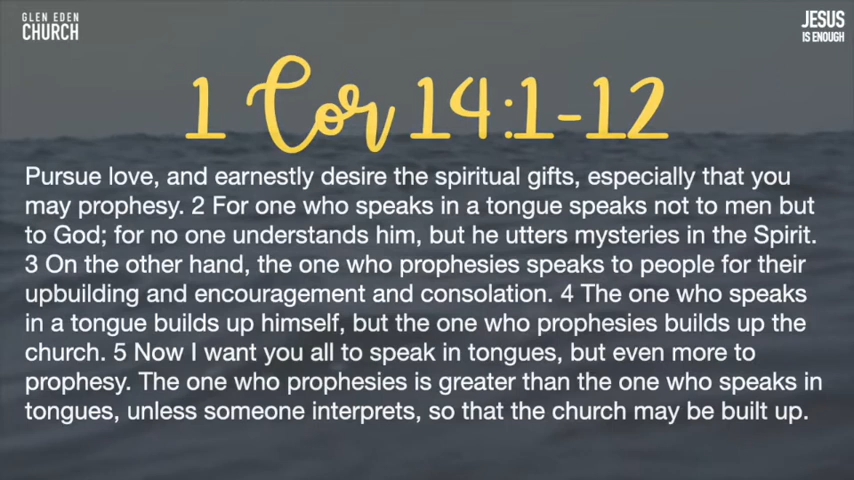 GLEN EDEN
CHURCH
JESUS
IS ENOUGH
1 Cor 14:1-12
Pursue love, and earnestly desire the spiritual gifts, especially that you
may prophesy. 2 For one who speaks in a tongue speaks not to men but
to God; for no one understands him, but he utters mysteries in the Spirit.
3 On the other hand, the one who prophesies speaks to people for their
upbuilding and encouragement and consolation. 4 The one who speaks
in a tongue builds up himself, but the one who prophesies builds up the
church. 5 Now I want you all to speak in tongues, but even more to
prophesy. The one who prophesies is greater than the one who speaks in
tongues, unless someone interprets, so that the church may be built up.